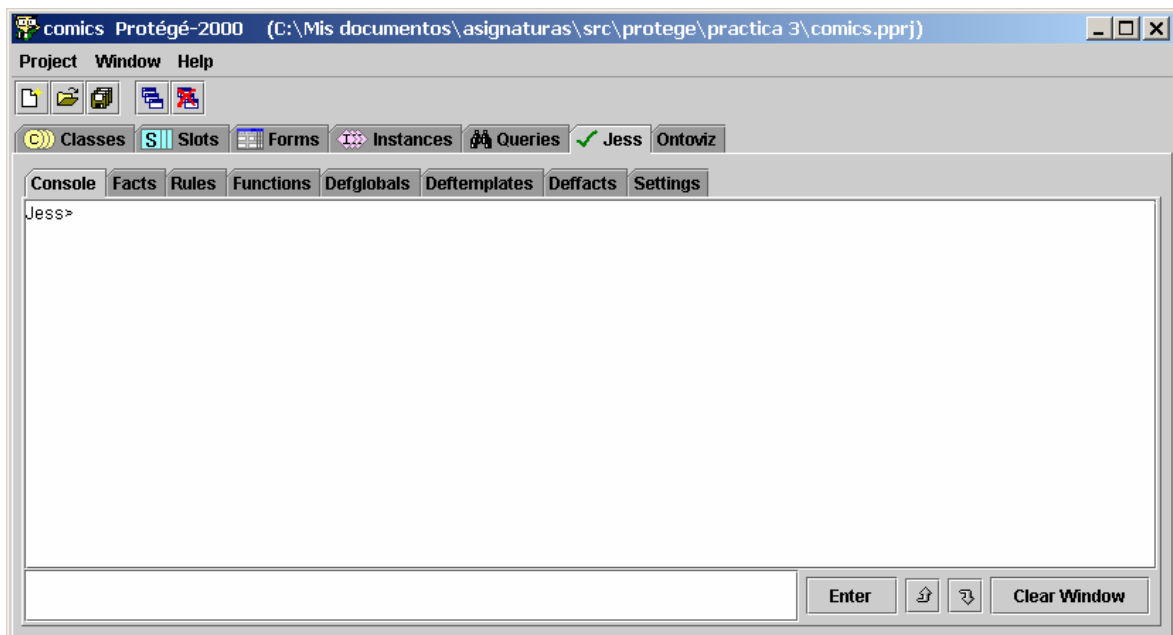 comics Protégé-2000 (C:\Mis documentos\asignaturas\src\protege\practica 3\comics.pprj)
Project Window Help
C Classes S Slots Forms I Instances Queries Jess Ontoviz
Console Facts Rules Functions Defglobals Deftemplates Deffacts Settings
Jess>
Enter Clear Window